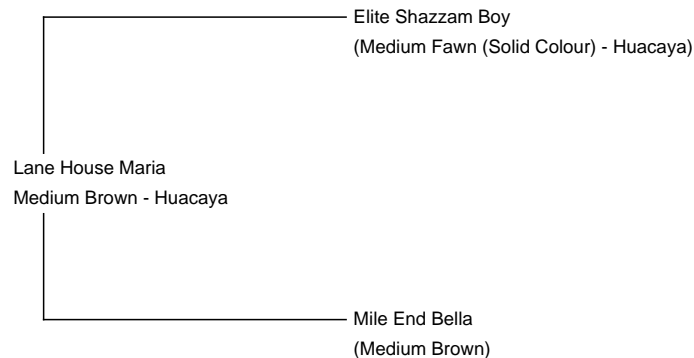 Elite Shazzam Boy
(Medium Fawn (Solid Colour) - Huacaya)
Lane House Maria
Medium Brown - Huacaya
Mile End Bella
(Medium Brown)